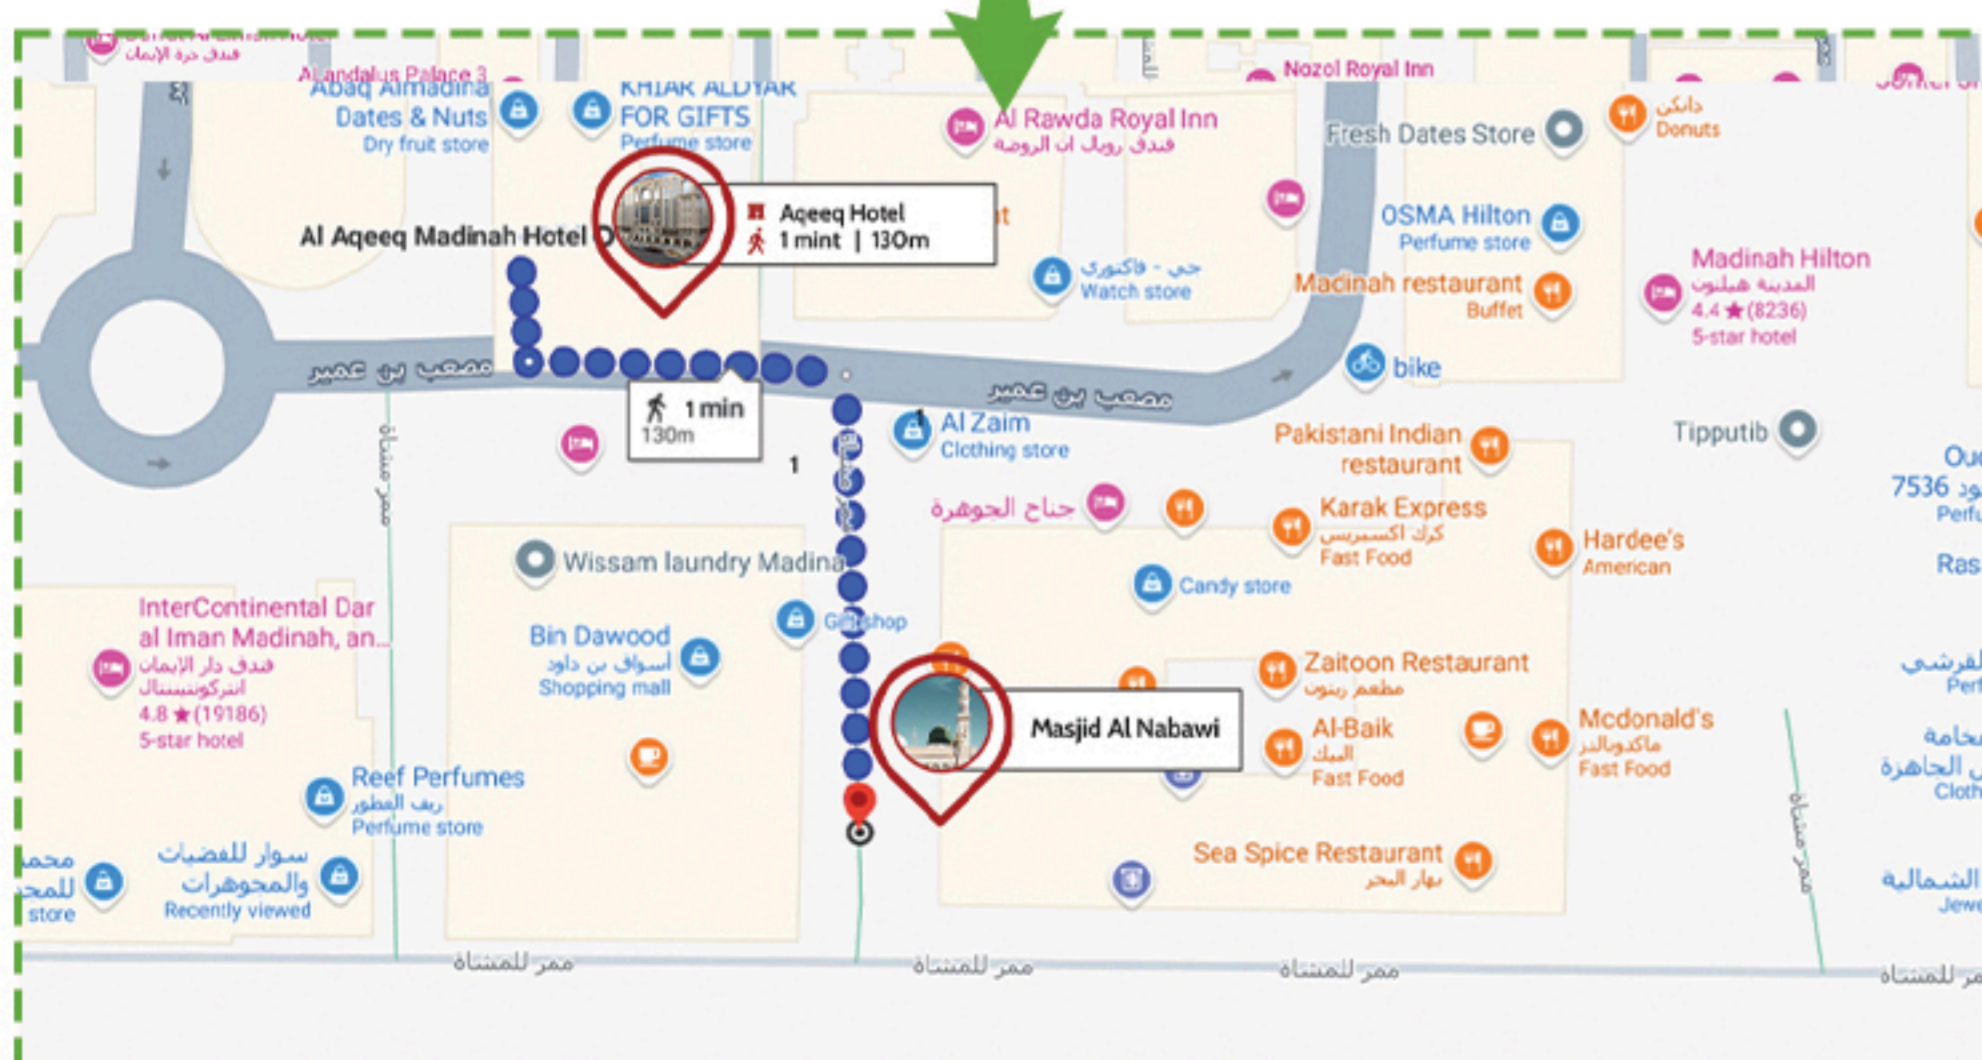 فندق درة الإيمان
Al andalus Palace 3
Nozol Royal Inn
Abaq Almadina
Dates & Nuts
Dry fruit store
KHIAR ALDYAR
FOR GIFTS
Perfume store
Al Rawda Royal Inn
فندق رويال ان الروضة
Fresh Dates Store
دانكن
Donuts
Al Aqeeq Madinah Hotel
Aqeeq Hotel
1 mint | 130m
OSMA Hilton
Perfume store
جي - فاكتوري
Watch store
Madinah restaurant
Buffet
Madinah Hilton
المدينة هيلتون
4.4 ★ (8236)
5-star hotel
مصعب بن عمير
مصعب بن عمير
bike
1 min
130m
1
1
Al Zaim
Clothing store
Pakistani Indian
restaurant
Tipputib
ممر مشاة
جناح الجوهرة
Karak Express
كرك اكسبريس
Fast Food
Hardee's
American
7536
Wissam laundry Madina
Candy store
Gift shop
InterContinental Dar
al Iman Madinah, an...
فندق دار الإيمان
انتركونتيننتال
4.8 ★ (19186)
5-star hotel
Bin Dawood
أسواق بن داود
Shopping mall
Zaitoon Restaurant
مطعم زيتون
Masjid Al Nabawi
Al-Baik
البيك
Fast Food
Mcdonald's
ماكدونالدز
Fast Food
Reef Perfumes
ريف العطور
Perfume store
سوار للفضيات
والمجوهرات
Recently viewed
store
Sea Spice Restaurant
بهار البحر
ممر مشاة
الشمالية
ممر للمشاة
ممر للمشاة
ممر للمشاة
ممر للمشاة